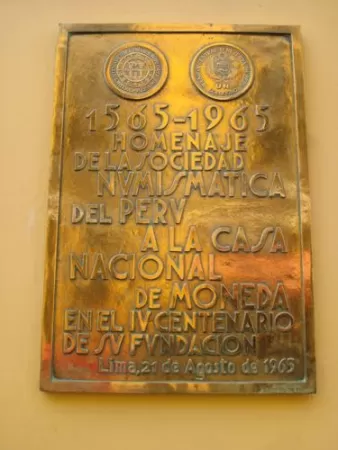 1565-1965
HOMENAJE
DE LA SOCIEDAD
NVMISMATICA
DEL PERV
A LA CASA
NACIONAL
DE MONEDA
EN EL IV CENTENARIO
DE SV FVNDACION
Lima, 21 de Agosto de 1965